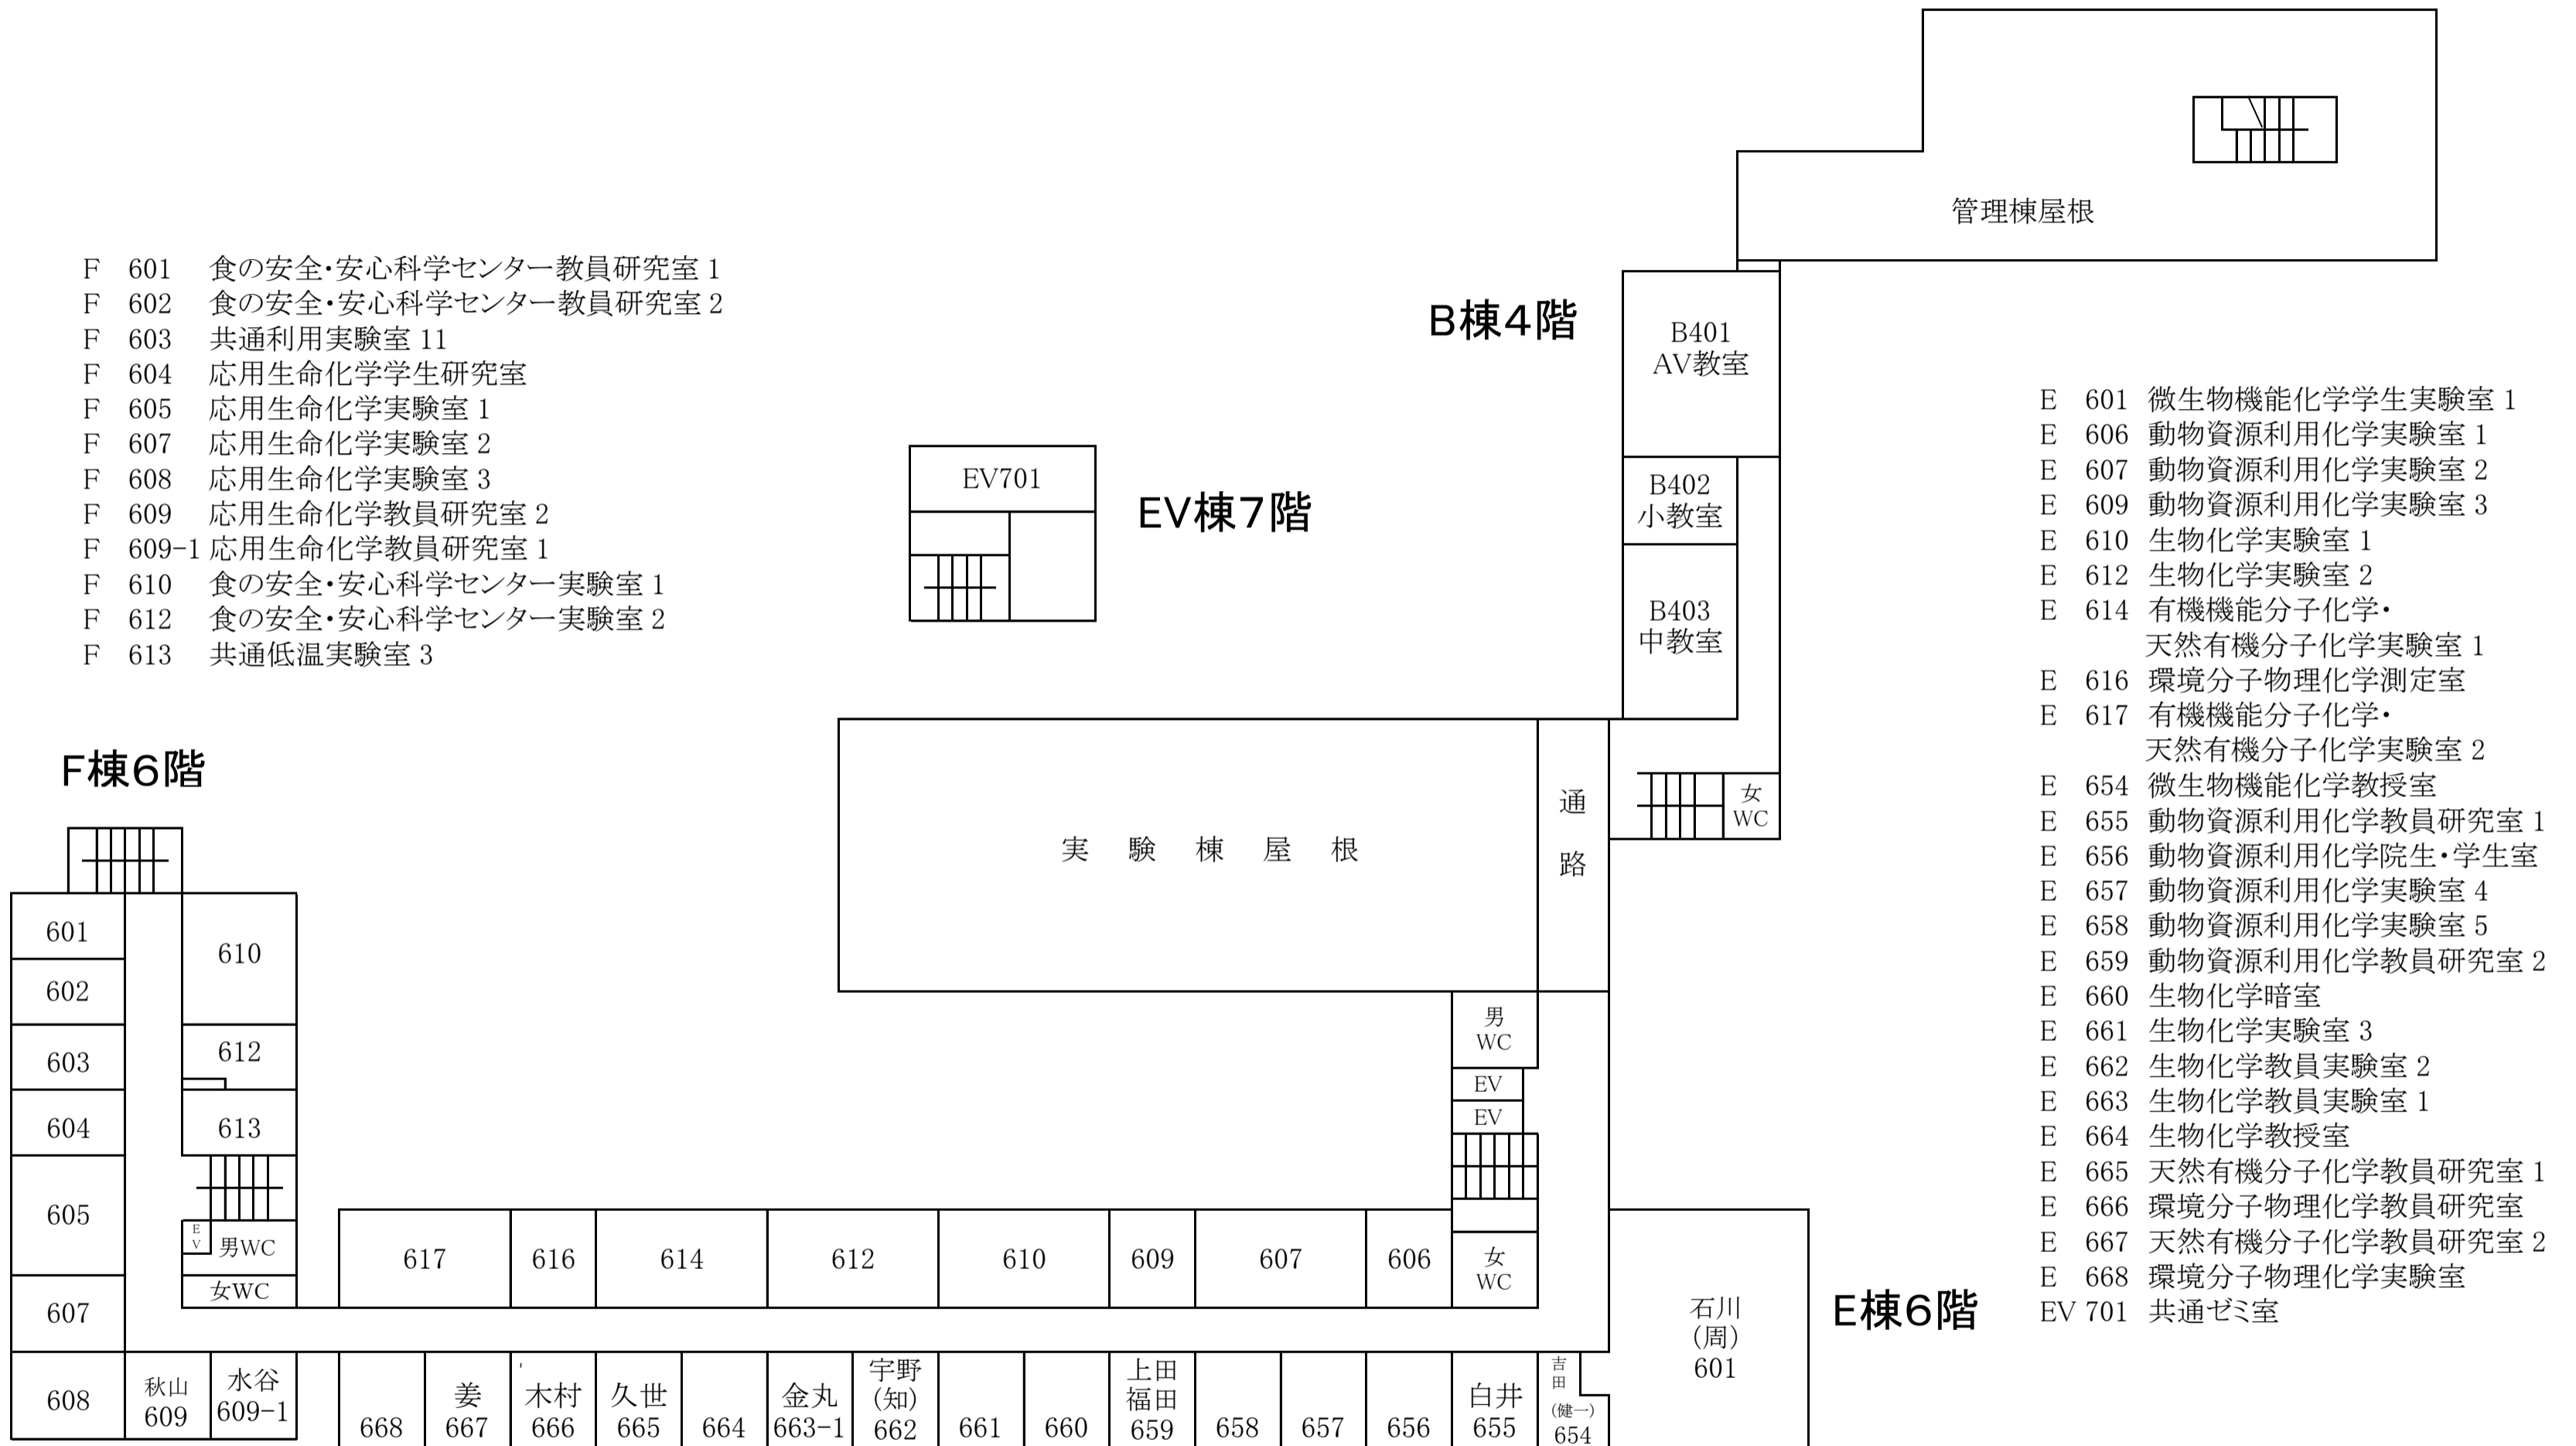 管理棟屋根
F 601 食の安全・安心科学センター教員研究室 1
F 602 食の安全・安心科学センター教員研究室 2
F 603 共通利用実験室 11
F 604 応用生命化学学生研究室
F 605 応用生命化学実験室 1
F 607 応用生命化学実験室 2
F 608 応用生命化学実験室 3
F 609 応用生命化学教員研究室 2
F 609-1 応用生命化学教員研究室 1
F 610 食の安全・安心科学センター実験室 1
F 612 食の安全・安心科学センター実験室 2
F 613 共通低温実験室 3
B棟4階
B401
AV教室
B402
小教室
B403
中教室
EV701
EV棟7階
E 601 微生物機能化学学生実験室 1
E 606 動物資源利用化学実験室 1
E 607 動物資源利用化学実験室 2
E 609 動物資源利用化学実験室 3
E 610 生物化学実験室 1
E 612 生物化学実験室 2
E 614 有機機能分子化学・
天然有機分子化学実験室 1
E 616 環境分子物理化学測定室
E 617 有機機能分子化学・
天然有機分子化学実験室 2
E 654 微生物機能化学教授室
E 655 動物資源利用化学教員研究室 1
E 656 動物資源利用化学院生・学生室
E 657 動物資源利用化学実験室 4
E 658 動物資源利用化学実験室 5
E 659 動物資源利用化学教員研究室 2
E 660 生物化学暗室
E 661 生物化学実験室 3
E 662 生物化学教員実験室 2
E 663 生物化学教員実験室 1
E 664 生物化学教授室
E 665 天然有機分子化学教員研究室 1
E 666 環境分子物理化学教員研究室
E 667 天然有機分子化学教員研究室 2
E 668 環境分子物理化学実験室
EV 701 共通ゼミ室
F棟6階
601
602
603
604
605
607
608
610
612
613
EV
男WC
女WC
秋山
609
水谷
609-1
実験棟屋根
通路
女
WC
男
WC
EV
EV
女
WC
617
616
614
612
610
609
607
606
668
姜
667
木村
666
久世
665
664
金丸
663-1
宇野
(知)
662
661
660
上田
福田
659
658
657
656
白井
655
吉田
(健一)
654
石川
(周)
601
E棟6階